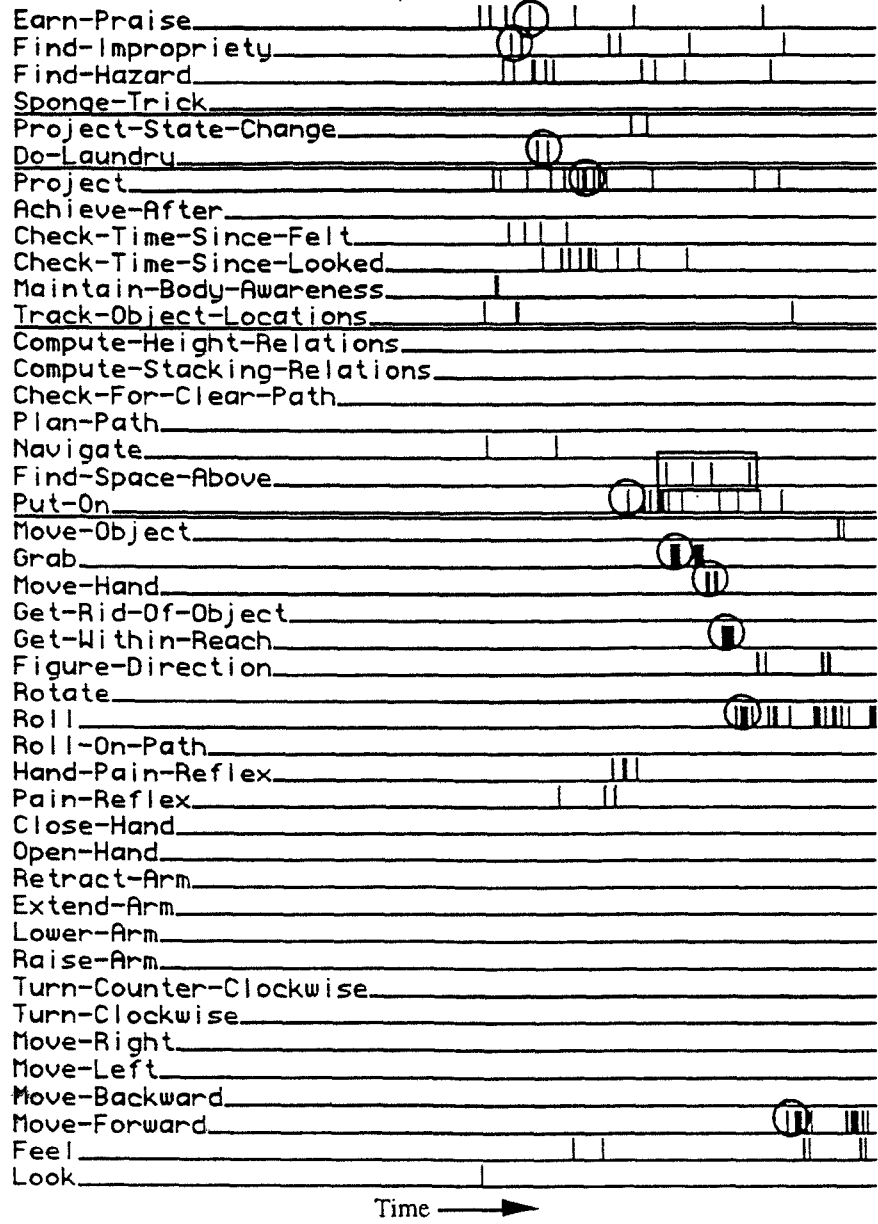 Earn-Praise
Find-Impropriety
Find-Hazard
Sponge-Trick
Project-State-Change
Do-Laundry
Project
Achieve-After
Check-Time-Since-Felt
Check-Time-Since-Looked
Maintain-Body-Awareness
Track-Object-Locations
Compute-Height-Relations
Compute-Stacking-Relations
Check-For-Clear-Path
Plan-Path
Navigate
Find-Space-Above
Put-On
Move-Object
Grab
Move-Hand
Get-Rid-Of-Object
Get-Within-Reach
Figure-Direction
Rotate
Roll
Roll-On-Path
Hand-Pain-Reflex
Pain-Reflex
Close-Hand
Open-Hand
Retract-Arm
Extend-Arm
Lower-Arm
Raise-Arm
Turn-Counter-Clockwise
Turn-Clockwise
Move-Right
Move-Left
Move-Backward
Move-Forward
Feel
Look
Time